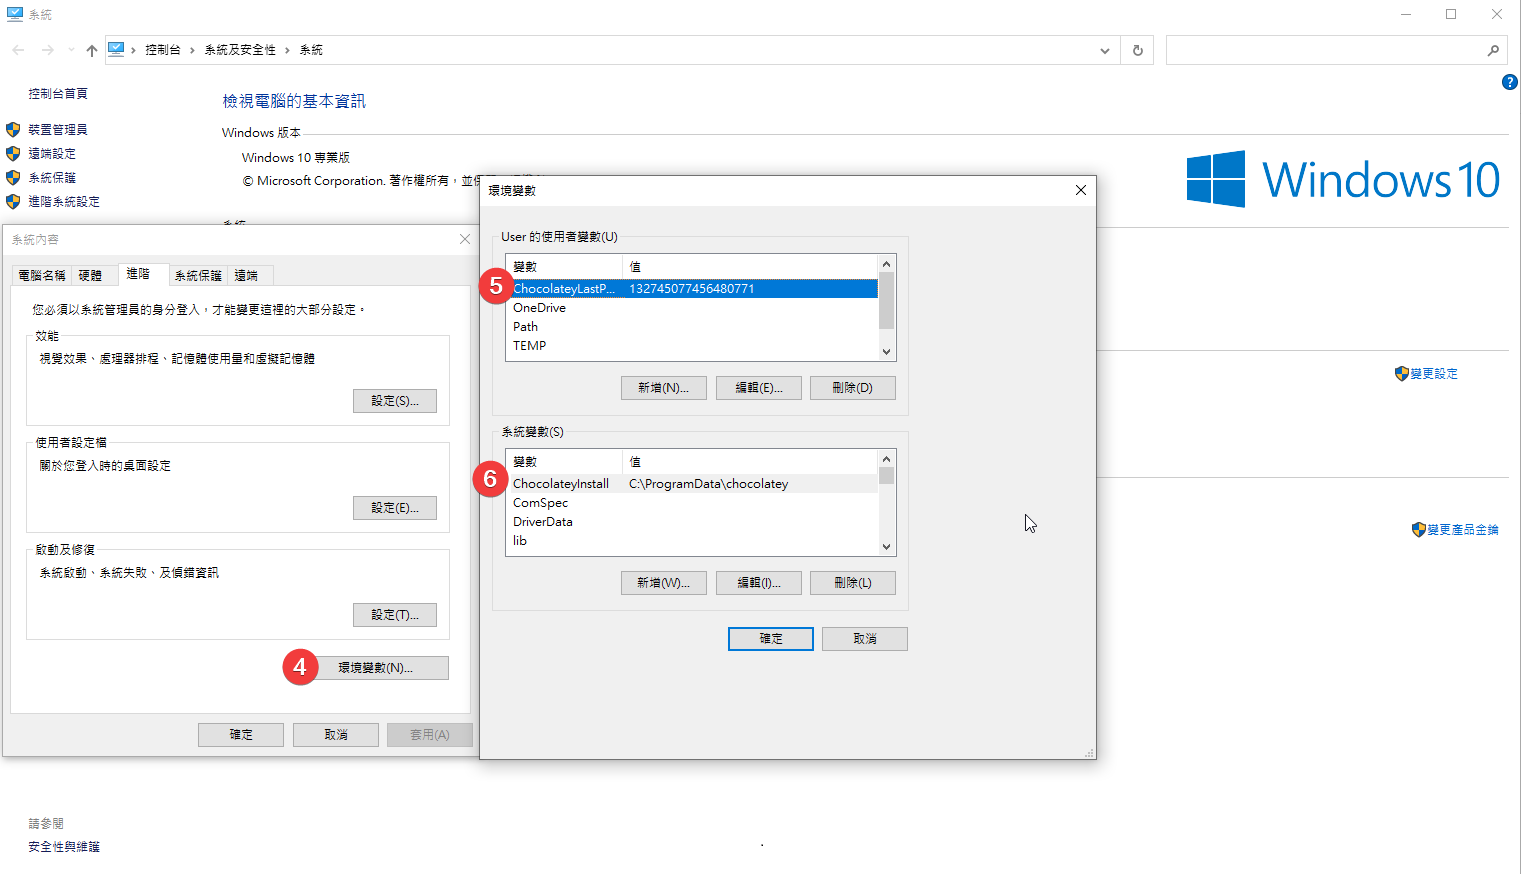 系統
控制台 › 系統及安全性 › 系統
控制台首頁
裝置管理員
遠端設定
系統保護
進階系統設定
檢視電腦的基本資訊
Windows 版本
Windows 10 專業版
© Microsoft Corporation. 著作權所有，並
系統
Windows 10
變更設定
變更產品金鑰
系統內容
電腦名稱 硬體 進階 系統保護 遠端
您必須以系統管理員的身分登入，才能變更這裡的大部分設定。
效能
視覺效果、處理器排程、記憶體使用量和虛擬記憶體
設定(S)...
使用者設定檔
關於您登入時的桌面設定
設定(E)...
啟動及修復
系統啟動、系統失敗、及偵錯資訊
設定(T)...
4 環境變數(N)...
確定 取消 套用(A)
環境變數
User 的使用者變數(U)
變數 值
5 ChocolateyLastP... 132745077456480771
OneDrive
Path
TEMP
新增(N)... 編輯(E)... 刪除(D)
系統變數(S)
變數 值
6 ChocolateyInstall C:\ProgramData\chocolatey
ComSpec
DriverData
lib
新增(W)... 編輯(I)... 刪除(L)
確定 取消
請參閱
安全性與維護